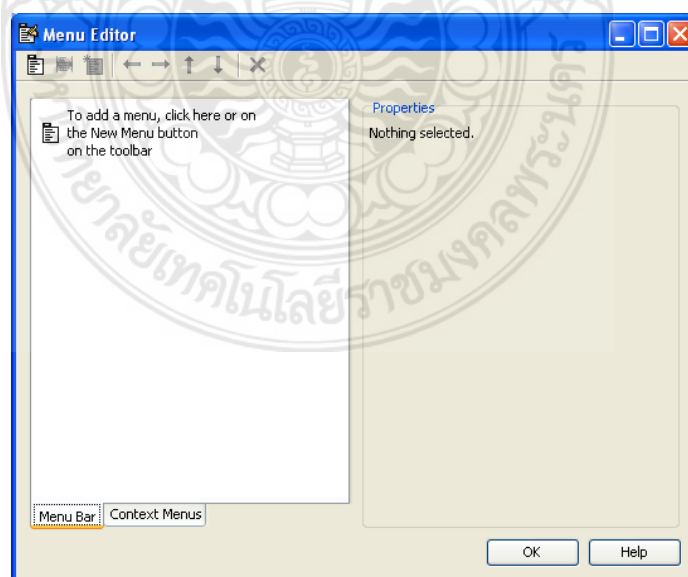 Menu Editor
To add a menu, click here or on
the New Menu button
on the toolbar
Properties
Nothing selected.
Menu Bar
Context Menus
OK
Help